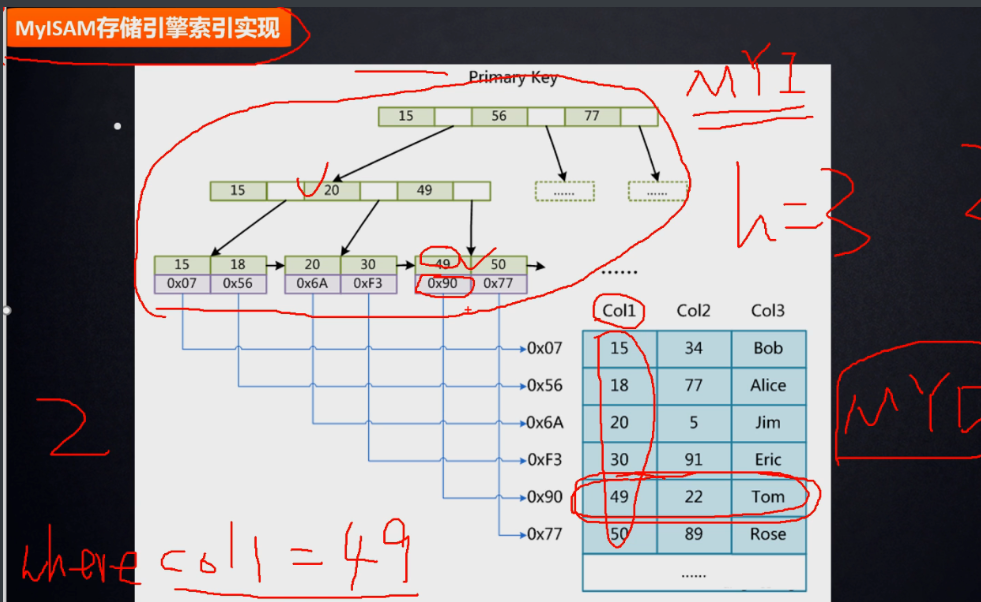 MyISAM存储引擎索引实现
Primary Key
MYI
15 56 77
15 20 49
...... ......
h=3
15 18 20 30 49 50
0x07 0x56 0x6A 0xF3 0x90 0x77
......
Col1 Col2 Col3
0x07 15 34 Bob
0x56 18 77 Alice
0x6A 20 5 Jim
0xF3 30 91 Eric
0x90 49 22 Tom
0x77 50 89 Rose
......
MYD
2
where col1 = 49